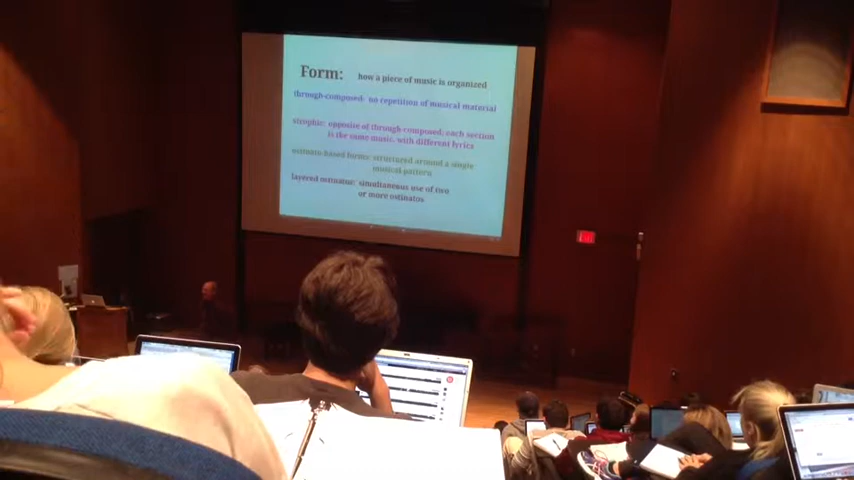 Form: how a piece of music is organized
through-composed: no repetition of musical material
strophic: opposite of through-composed; each section
is the same music, with different lyrics
ostinato-based forms: structured around a single
musical pattern
layered ostinatos: simultaneous use of two
or more ostinatos